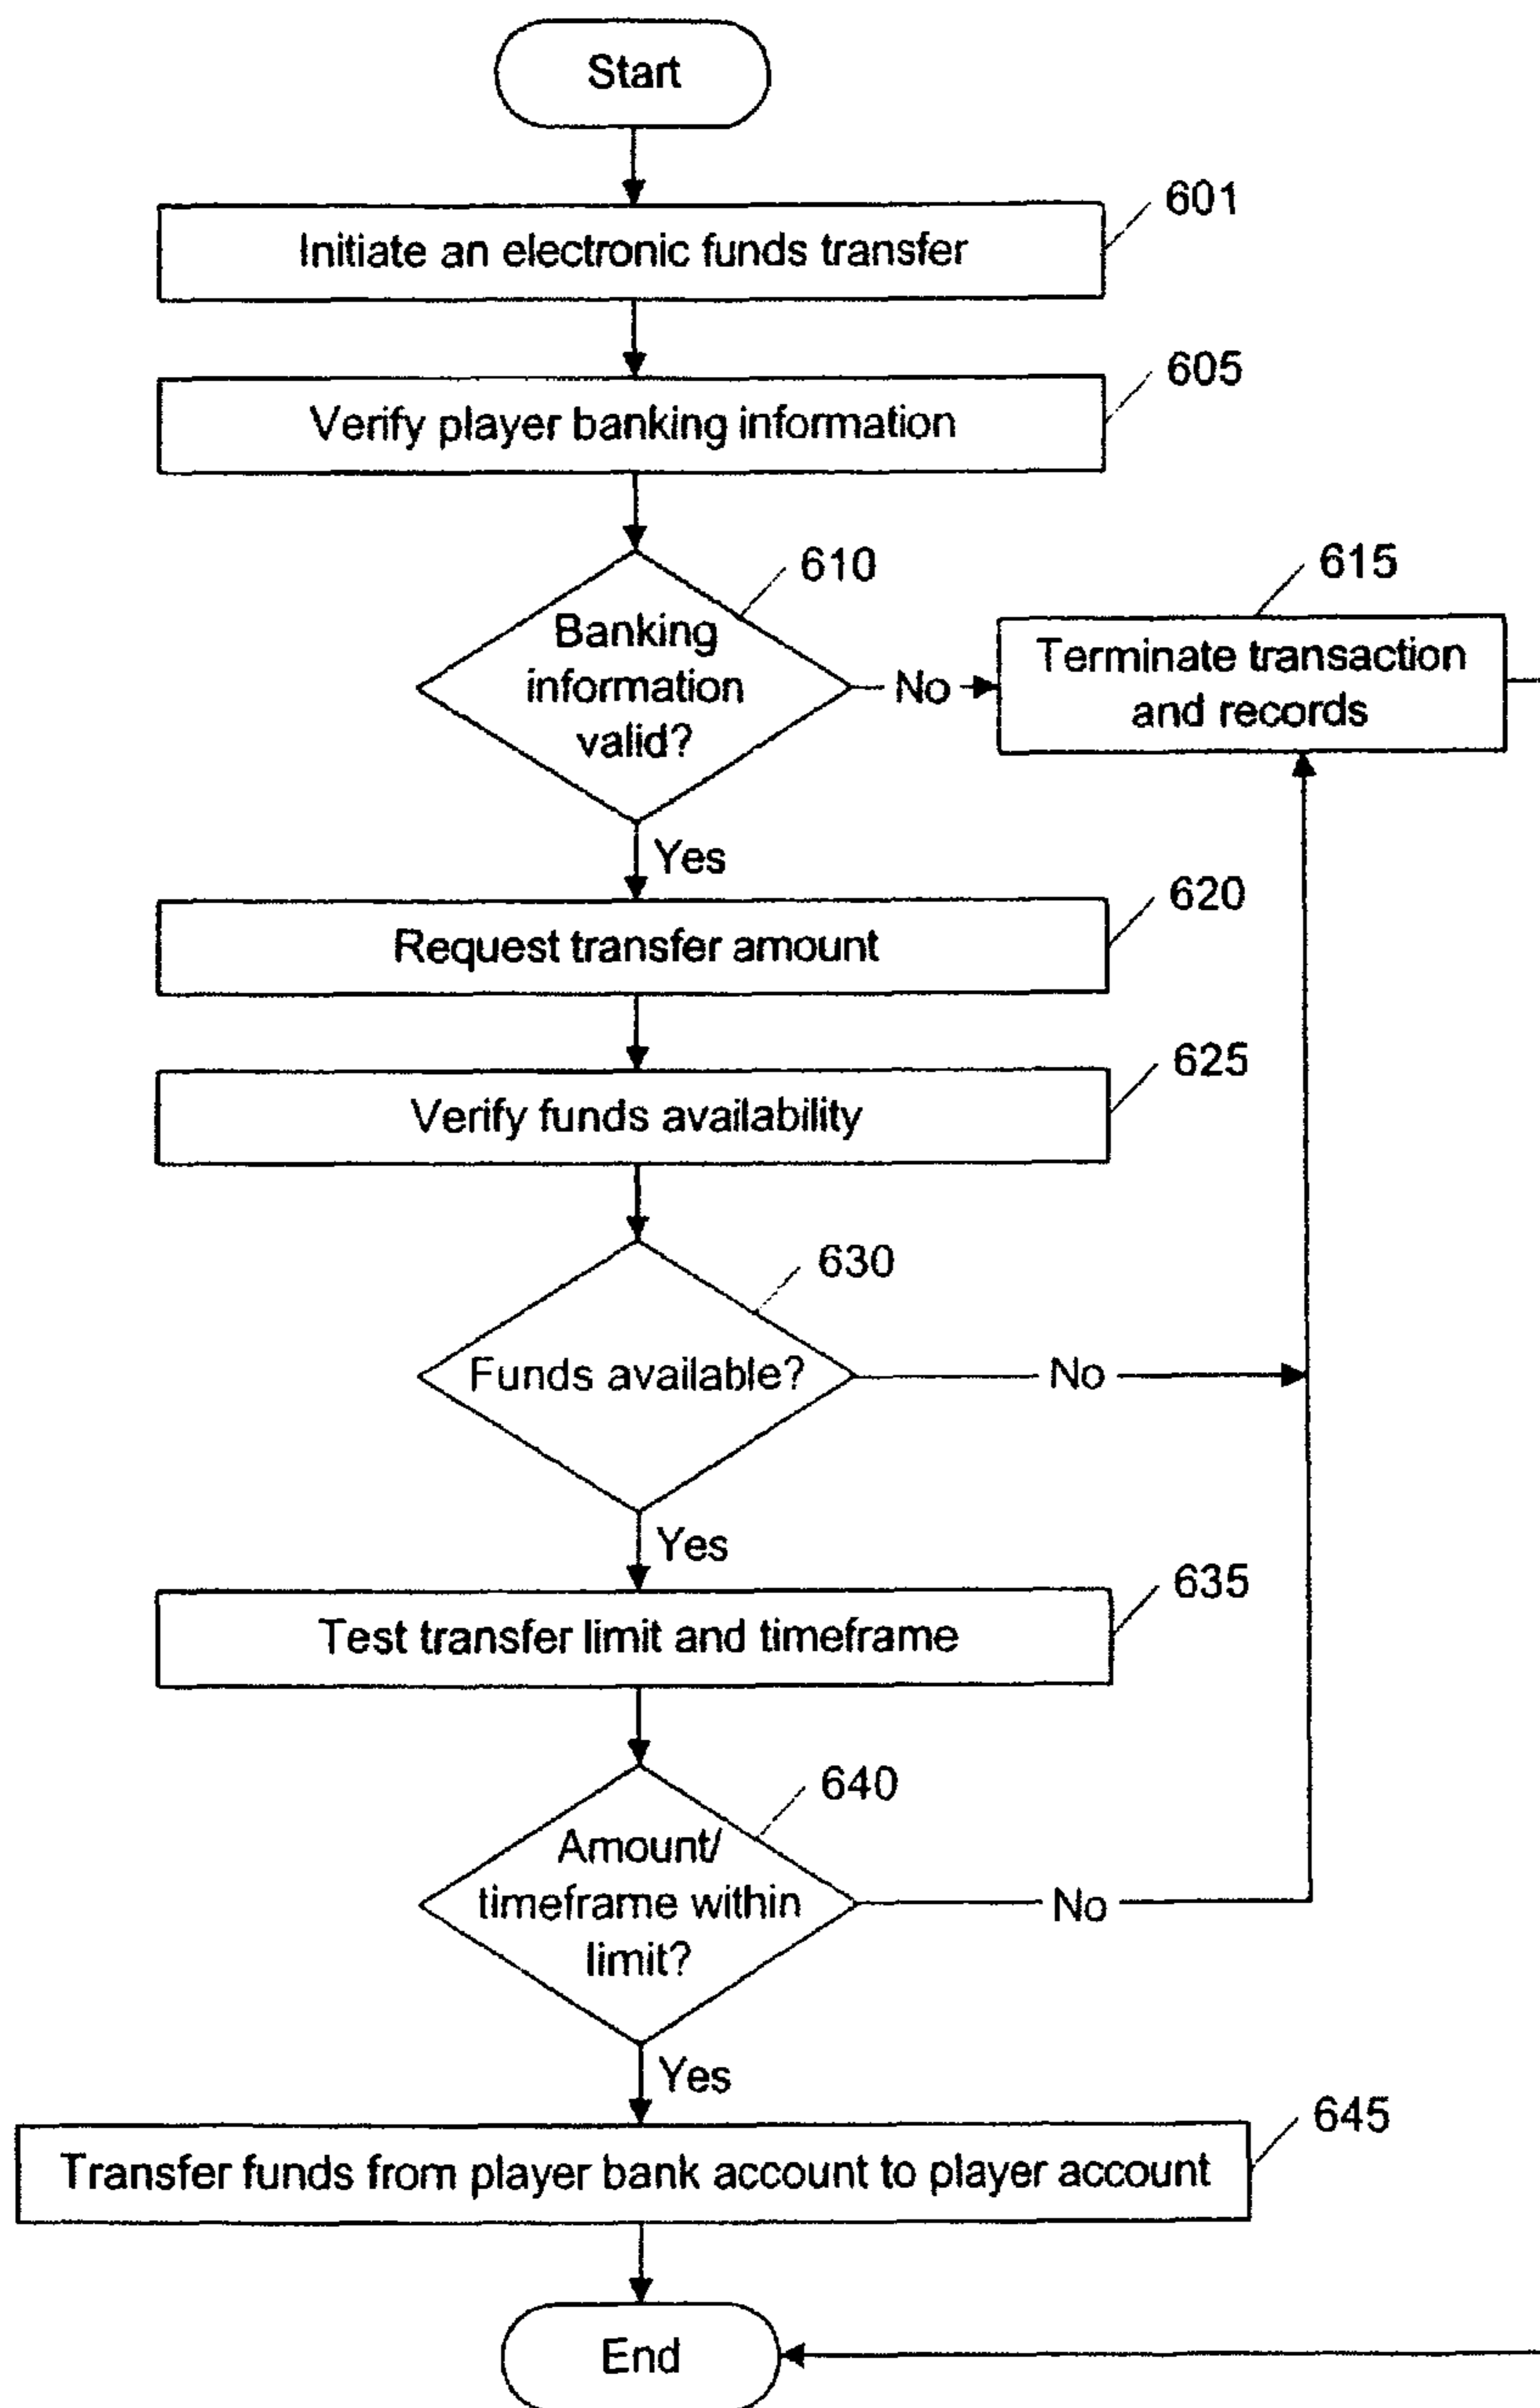 Start
601
Initiate an electronic funds transfer
605
Verify player banking information
610
Banking
information
valid?
No
615
Terminate transaction
and records
Yes
620
Request transfer amount
625
Verify funds availability
630
Funds available?
No
Yes
635
Test transfer limit and timeframe
640
Amount/
timeframe within
limit?
No
Yes
645
Transfer funds from player bank account to player account
End